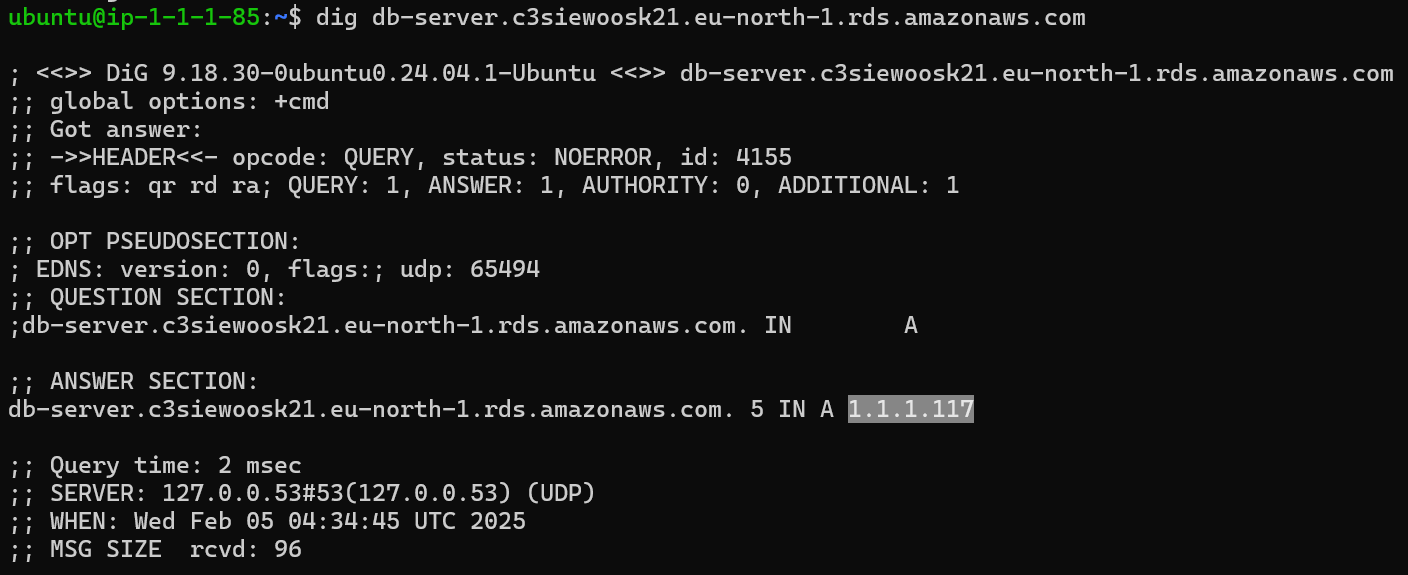 ubuntu@ip-1-1-1-85:~$ dig db-server.c3siewoosk21.eu-north-1.rds.amazonaws.com

; <<>> DiG 9.18.30-0ubuntu0.24.04.1-Ubuntu <<>> db-server.c3siewoosk21.eu-north-1.rds.amazonaws.com
;; global options: +cmd
;; Got answer:
;; ->>HEADER<<- opcode: QUERY, status: NOERROR, id: 4155
;; flags: qr rd ra; QUERY: 1, ANSWER: 1, AUTHORITY: 0, ADDITIONAL: 1

;; OPT PSEUDOSECTION:
; EDNS: version: 0, flags:; udp: 65494
;; QUESTION SECTION:
;db-server.c3siewoosk21.eu-north-1.rds.amazonaws.com. IN        A

;; ANSWER SECTION:
db-server.c3siewoosk21.eu-north-1.rds.amazonaws.com. 5 IN A 1.1.1.117

;; Query time: 2 msec
;; SERVER: 127.0.0.53#53(127.0.0.53) (UDP)
;; WHEN: Wed Feb 05 04:34:45 UTC 2025
;; MSG SIZE  rcvd: 96